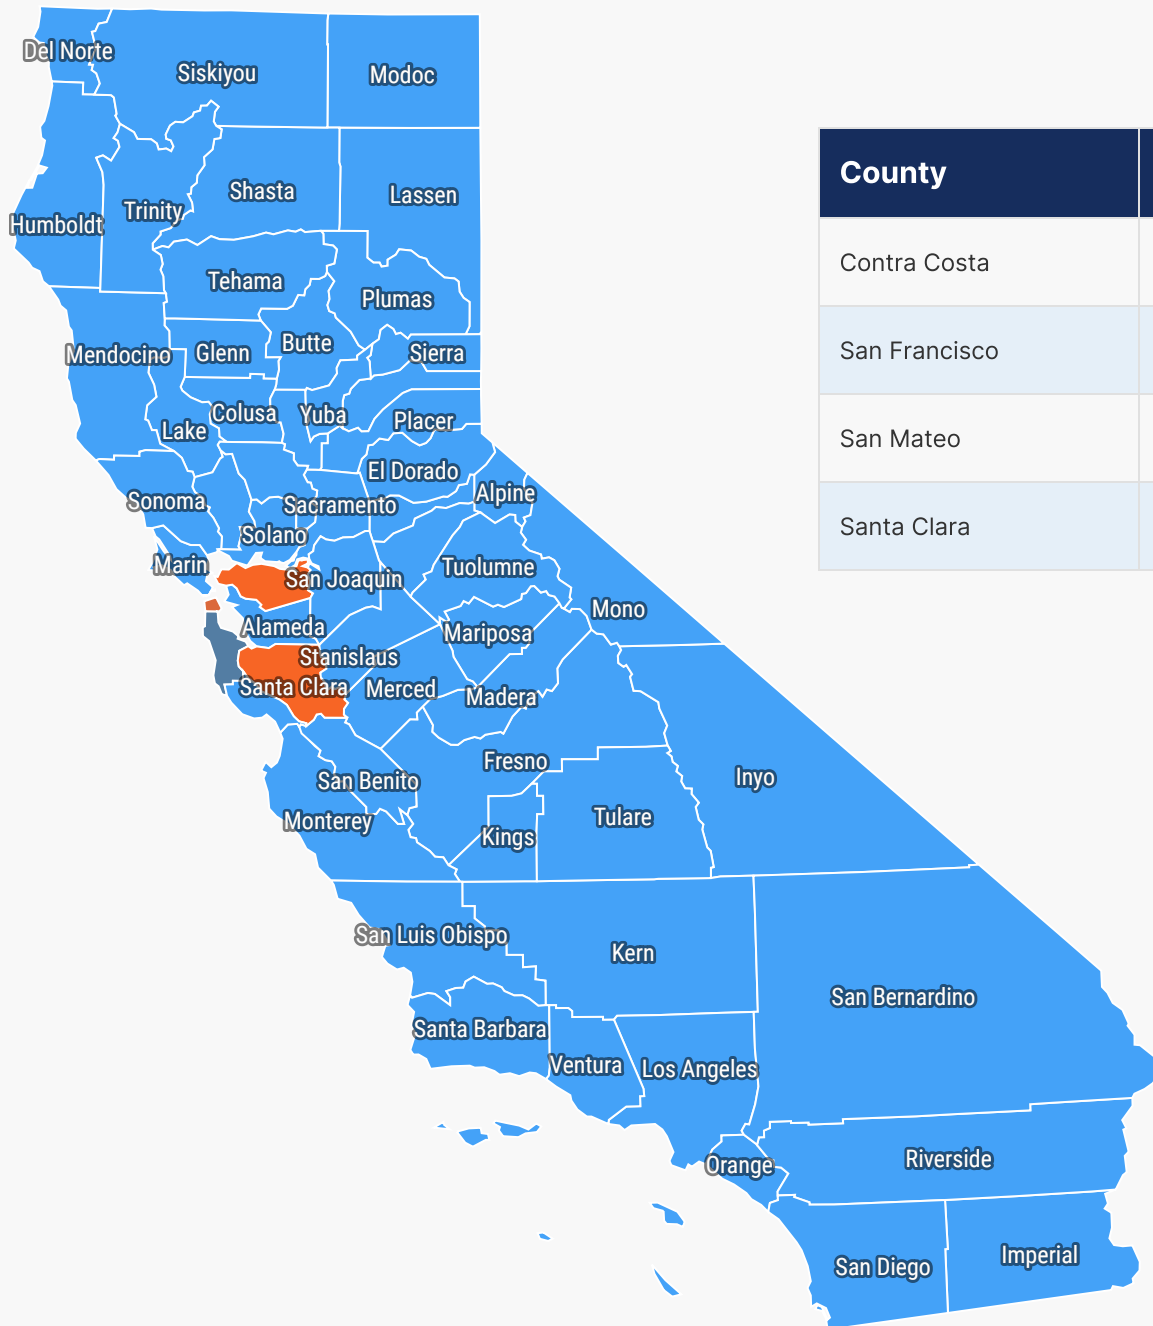 Del Norte
Siskiyou
Modoc
Shasta
Lassen
Trinity
Humboldt
Tehama
Plumas
Mendocino
Glenn
Butte
Sierra
Colusa
Yuba
Placer
Lake
El Dorado
Sonoma
Sacramento
Alpine
Solano
Marin
San Joaquin
Tuolumne
Mono
Alameda
Mariposa
Stanislaus
Santa Clara
Merced
Madera
Fresno
San Benito
Inyo
Monterey
Kings
Tulare
San Luis Obispo
Kern
San Bernardino
Santa Barbara
Ventura
Los Angeles
Orange
Riverside
San Diego
Imperial
County
Contra Costa
San Francisco
San Mateo
Santa Clara